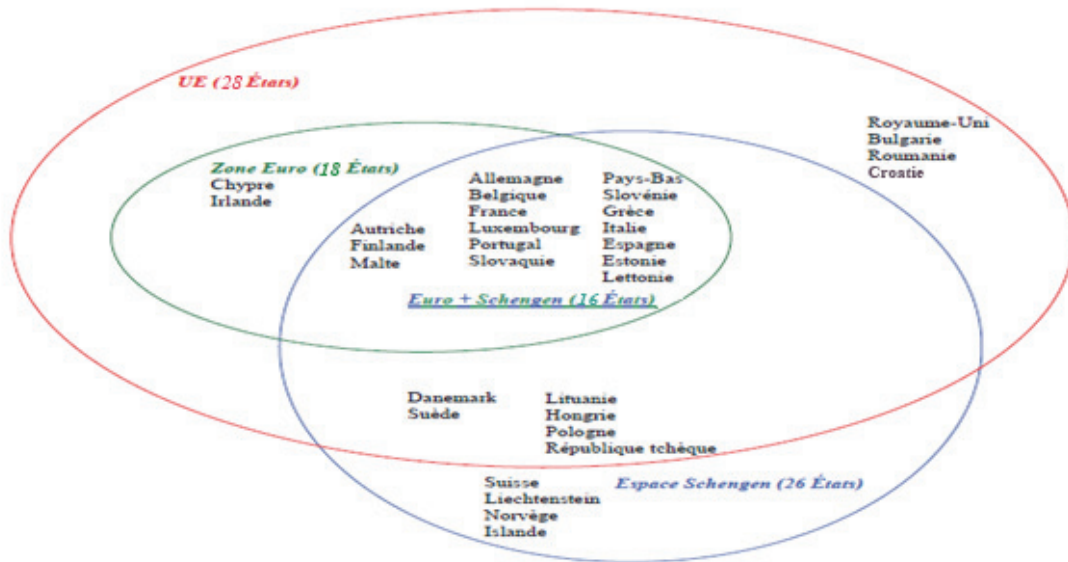 UE (28 États)
Royaume-Uni
Bulgarie
Roumanie
Croatie
Zone Euro (18 États)
Chypre
Irlande
Autriche
Finlande
Malte
Allemagne
Belgique
France
Luxembourg
Portugal
Slovaquie
Pays-Bas
Slovénie
Grèce
Italie
Espagne
Estonie
Lettonie
Euro + Schengen (16 États)
Danemark
Suède
Lituanie
Hongrie
Pologne
République tchèque
Suisse
Liechtenstein
Norvège
Islande
Espace Schengen (26 États)